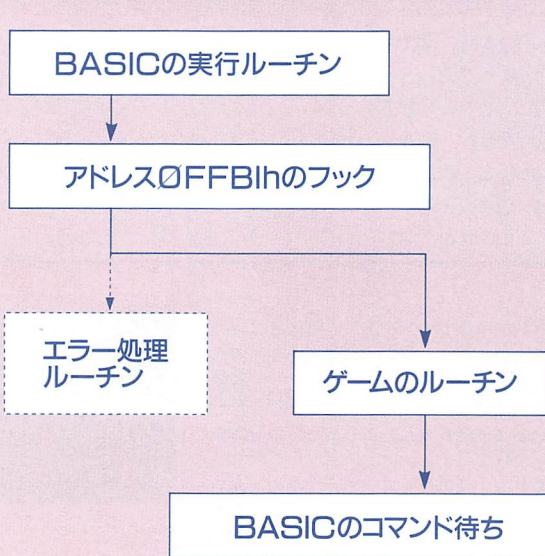 BASICの実行ルーチン
アドレス0FFB1hのフック
エラー処理
ルーチン
ゲームのルーチン
BASICのコマンド待ち